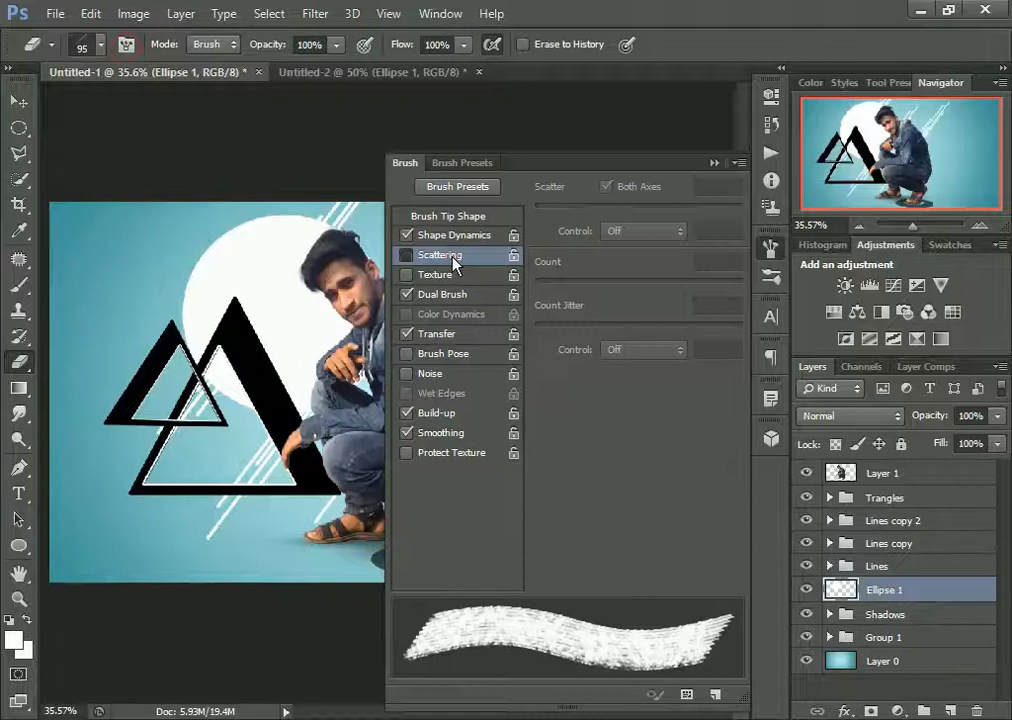 Ps File Edit Image Layer Type Select Filter 3D View Window Help
95 Mode: Brush Opacity: 100% Flow: 100% Erase to History
Untitled-1 @ 35.6% (Ellipse 1, RGB/8) * × Untitled-2 @ 50% (Ellipse 1, RGB/8) * ×
Color Styles Tool Prese Navigator
35.57%
Histogram Adjustments Swatches
Add an adjustment
Layers Channels Layer Comps
Kind
Normal Opacity: 100%
Lock: Fill: 100%
Layer 1
Trangles
Lines copy 2
Lines copy
Lines
Ellipse 1
Shadows
Group 1
Layer 0
Brush Brush Presets
Brush Presets
Brush Tip Shape
Shape Dynamics
Scattering
Texture
Dual Brush
Color Dynamics
Transfer
Brush Pose
Noise
Wet Edges
Build-up
Smoothing
Protect Texture
Scatter Both Axes
Control: Off
Count
Count Jitter
Control: Off
35.57% Doc: 5.93M/19.4M